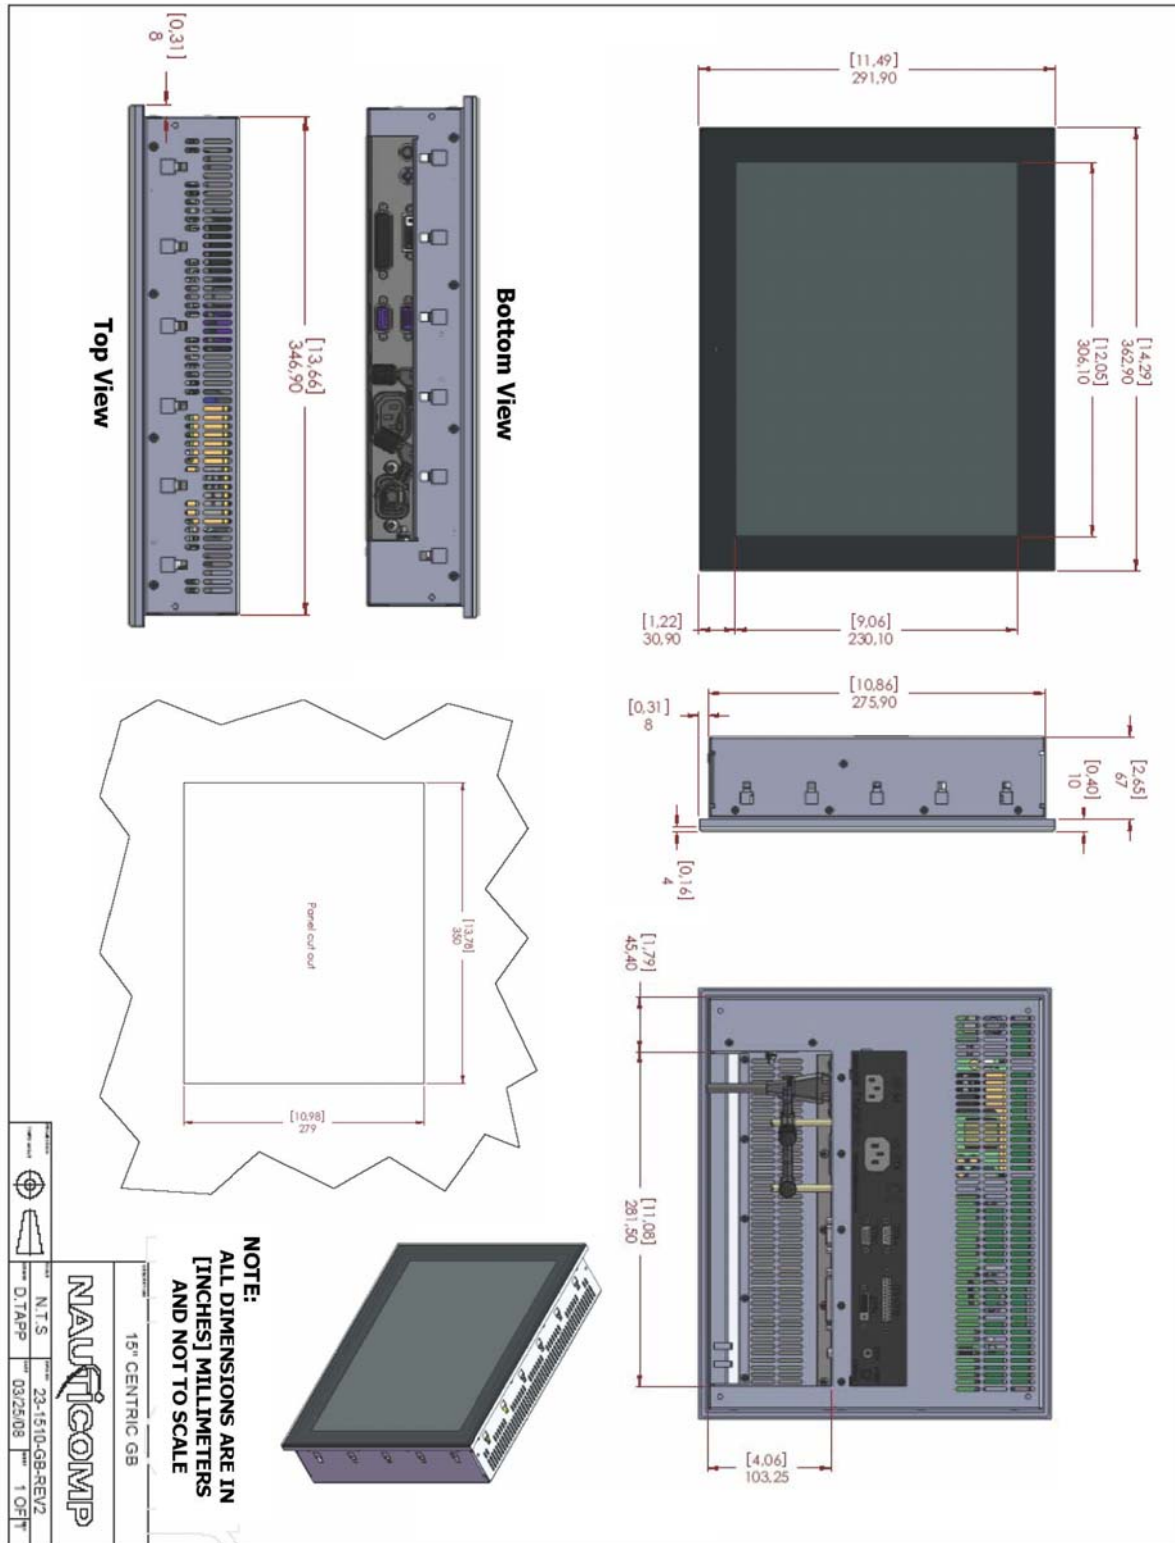 [11,49]
291,90
[14,29]
362,90
[12,05]
306,10
[1,22]
30,90
[9,06]
230,10
[0,31]
8
[13,66]
346,90
Top View
Bottom View
[10,86]
275,90
[0,31]
8
[2,65]
67
[0,40]
10
[0,16]
4
[1,79]
45,40
[11,08]
281,50
[4,06]
103,25
Panel cut out
[13,78]
350
[10,98]
279
NOTE:
ALL DIMENSIONS ARE IN
[INCHES] MILLIMETERS
AND NOT TO SCALE
15" CENTRIC GB
NAUTICOMP
N.T.S
23-1510-GB-REV2
D.TAPP
03/25/08
1 OF 1